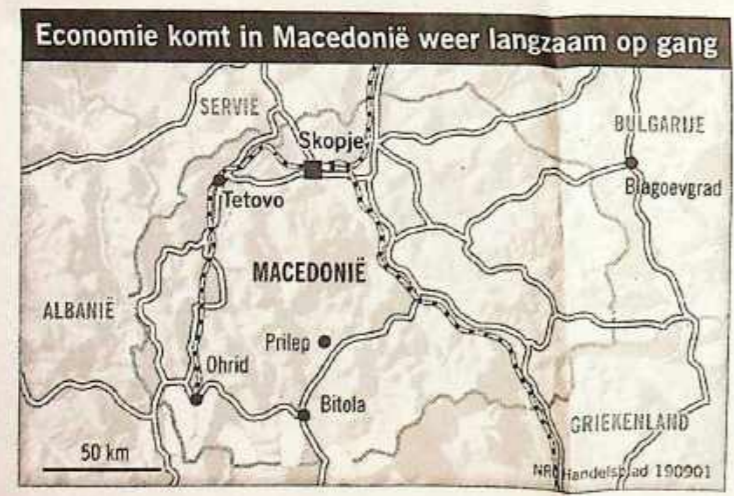 Economie komt in Macedonië weer langzaam op gang
SERVIË
BULGARIJE
Skopje
Blagoevgrad
Tetovo
MACEDONIË
ALBANIË
Prilep
Ohrid
Bitola
GRIEKENLAND
50 km
NRC Handelsblad 190901